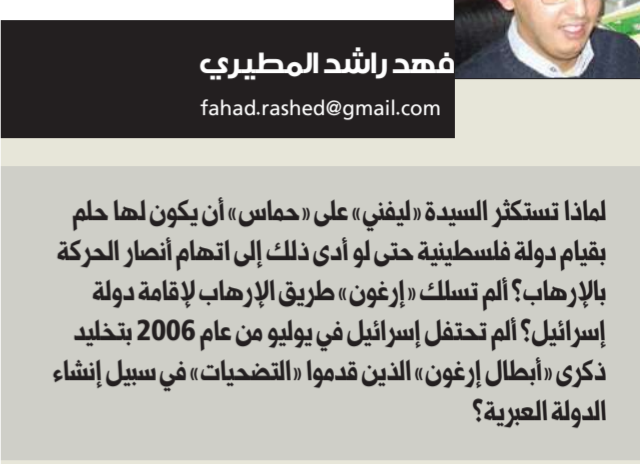 فهد راشد المطيري
fahad.rashed@gmail.com
لماذا تستكثر السيدة «ليفني» على «حماس» أن يكون لها حلم
بقيام دولة فلسطينية حتى لو أدى ذلك إلى اتهام أنصار الحركة
بالإرهاب؟ ألم تسلك «إرغون» طريق الإرهاب لإقامة دولة
إسرائيل؟ ألم تحتفل إسرائيل في يوليو من عام 2006 بتخليد
ذكرى «أبطال إرغون» الذين قدموا «التضحيات» في سبيل إنشاء
الدولة العبرية؟